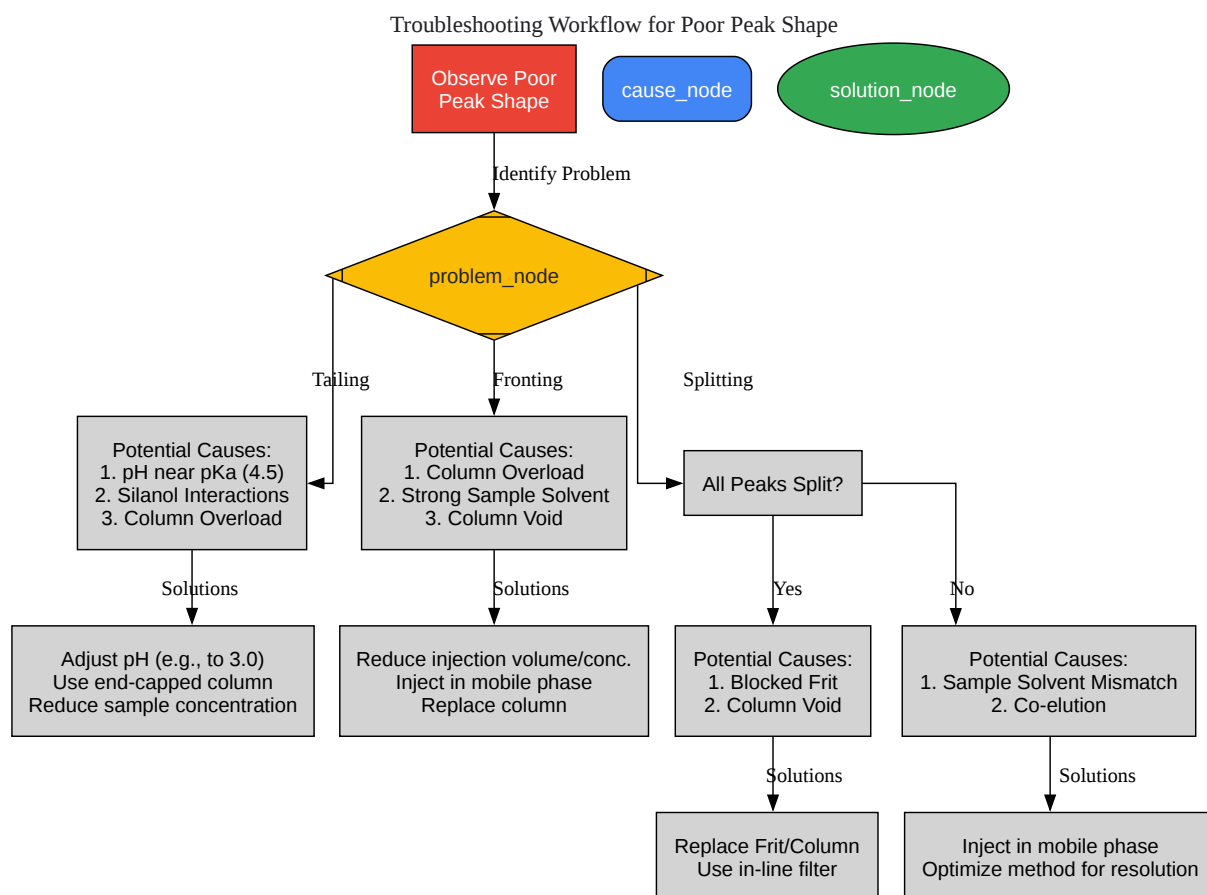 Troubleshooting Workflow for Poor Peak Shape
Observe Poor
Peak Shape
cause_node
solution_node
Identify Problem
problem_node
Tailing
Fronting
Splitting
Potential Causes:
1. pH near pKa (4.5)
2. Silanol Interactions
3. Column Overload
Potential Causes:
1. Column Overload
2. Strong Sample Solvent
3. Column Void
All Peaks Split?
Solutions
Solutions
Yes
No
Adjust pH (e.g., to 3.0)
Use end-capped column
Reduce sample concentration
Reduce injection volume/conc.
Inject in mobile phase
Replace column
Potential Causes:
1. Blocked Frit
2. Column Void
Potential Causes:
1. Sample Solvent Mismatch
2. Co-elution
Solutions
Solutions
Replace Frit/Column
Use in-line filter
Inject in mobile phase
Optimize method for resolution